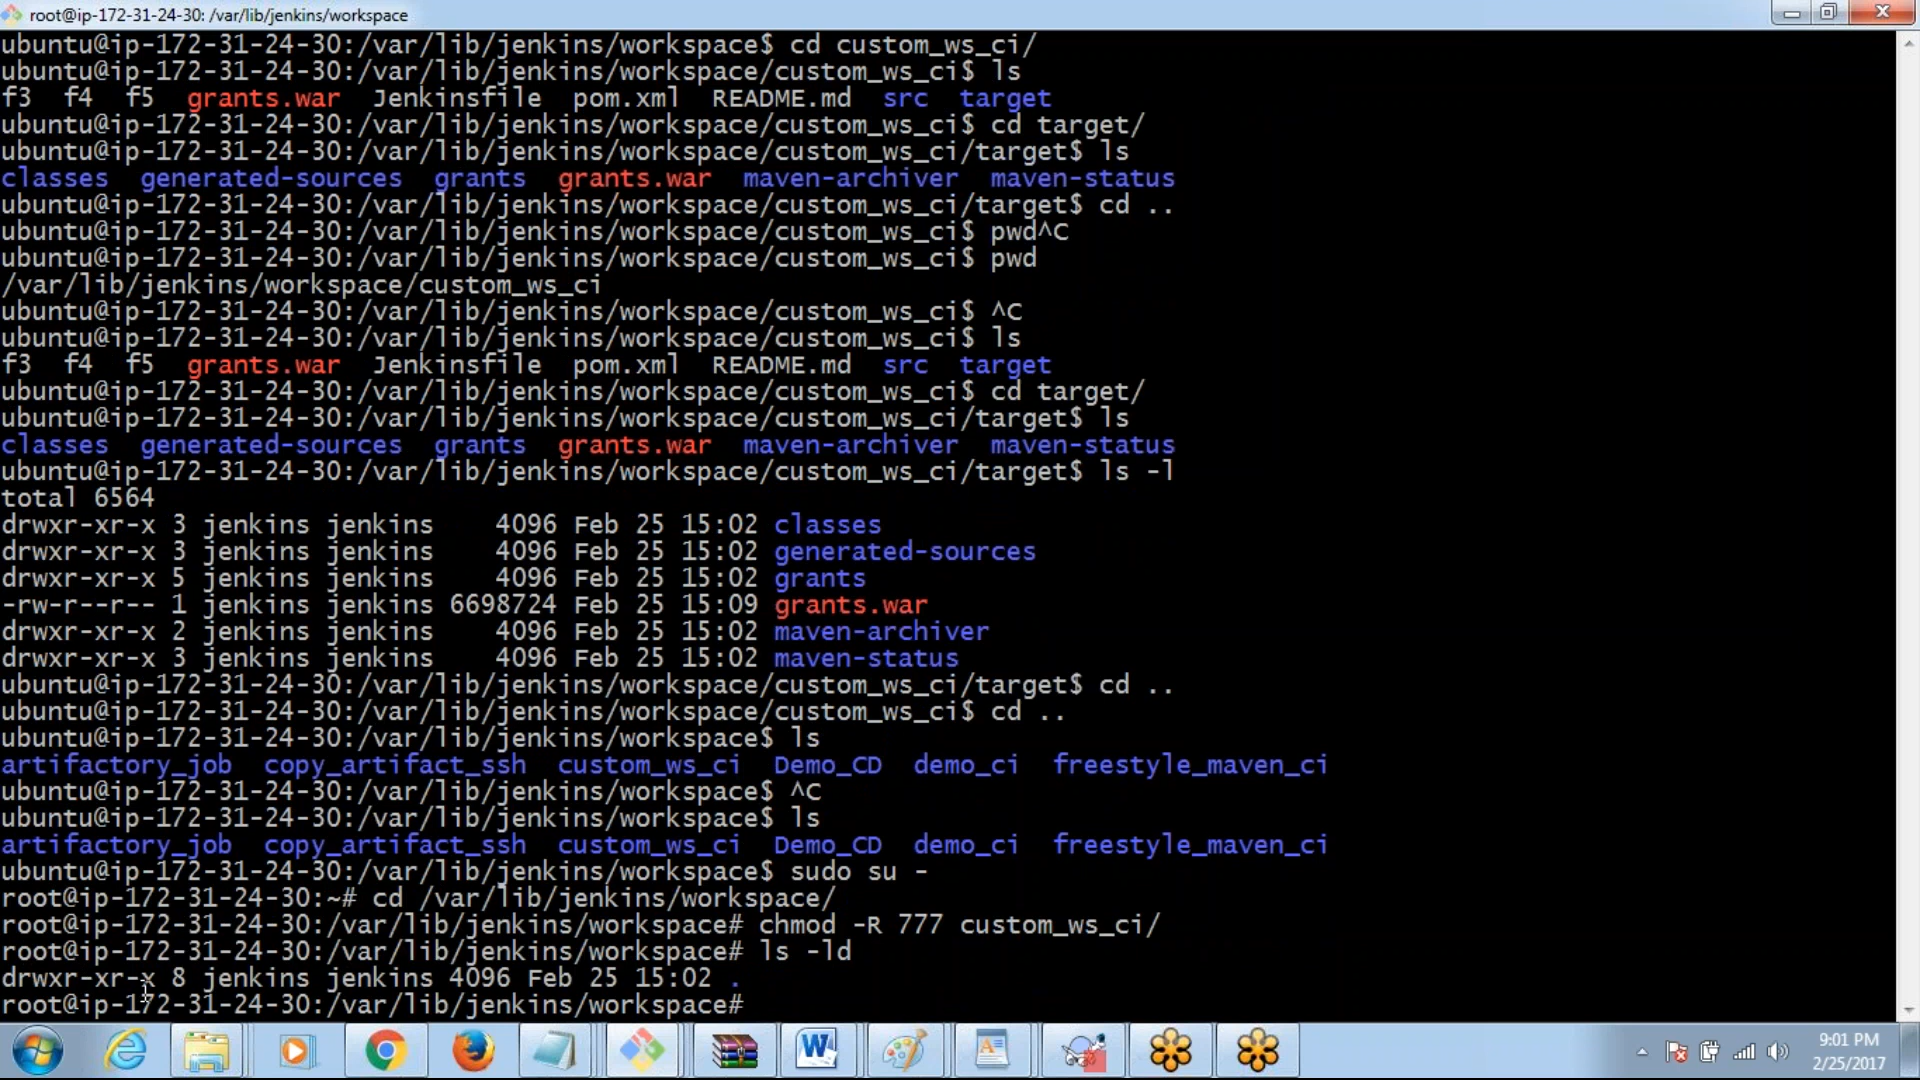 root@ip-172-31-24-30: /var/lib/jenkins/workspace
ubuntu@ip-172-31-24-30:/var/lib/jenkins/workspace$ cd custom_ws_ci/
ubuntu@ip-172-31-24-30:/var/lib/jenkins/workspace/custom_ws_ci$ ls
f3  f4  f5  grants.war  Jenkinsfile  pom.xml  README.md  src  target
ubuntu@ip-172-31-24-30:/var/lib/jenkins/workspace/custom_ws_ci$ cd target/
ubuntu@ip-172-31-24-30:/var/lib/jenkins/workspace/custom_ws_ci/target$ ls
classes  generated-sources  grants  grants.war  maven-archiver  maven-status
ubuntu@ip-172-31-24-30:/var/lib/jenkins/workspace/custom_ws_ci/target$ cd ..
ubuntu@ip-172-31-24-30:/var/lib/jenkins/workspace/custom_ws_ci$ pwd^C
ubuntu@ip-172-31-24-30:/var/lib/jenkins/workspace/custom_ws_ci$ pwd
/var/lib/jenkins/workspace/custom_ws_ci
ubuntu@ip-172-31-24-30:/var/lib/jenkins/workspace/custom_ws_ci$ ^C
ubuntu@ip-172-31-24-30:/var/lib/jenkins/workspace/custom_ws_ci$ ls
f3  f4  f5  grants.war  Jenkinsfile  pom.xml  README.md  src  target
ubuntu@ip-172-31-24-30:/var/lib/jenkins/workspace/custom_ws_ci$ cd target/
ubuntu@ip-172-31-24-30:/var/lib/jenkins/workspace/custom_ws_ci/target$ ls
classes  generated-sources  grants  grants.war  maven-archiver  maven-status
ubuntu@ip-172-31-24-30:/var/lib/jenkins/workspace/custom_ws_ci/target$ ls -l
total 6564
drwxr-xr-x 3 jenkins jenkins    4096 Feb 25 15:02 classes
drwxr-xr-x 3 jenkins jenkins    4096 Feb 25 15:02 generated-sources
drwxr-xr-x 5 jenkins jenkins    4096 Feb 25 15:02 grants
-rw-r--r-- 1 jenkins jenkins 6698724 Feb 25 15:09 grants.war
drwxr-xr-x 2 jenkins jenkins    4096 Feb 25 15:02 maven-archiver
drwxr-xr-x 3 jenkins jenkins    4096 Feb 25 15:02 maven-status
ubuntu@ip-172-31-24-30:/var/lib/jenkins/workspace/custom_ws_ci/target$ cd ..
ubuntu@ip-172-31-24-30:/var/lib/jenkins/workspace/custom_ws_ci$ cd ..
ubuntu@ip-172-31-24-30:/var/lib/jenkins/workspace$ ls
artifactory_job  copy_artifact_ssh  custom_ws_ci  Demo_CD  demo_ci  freestyle_maven_ci
ubuntu@ip-172-31-24-30:/var/lib/jenkins/workspace$ ^C
ubuntu@ip-172-31-24-30:/var/lib/jenkins/workspace$ ls
artifactory_job  copy_artifact_ssh  custom_ws_ci  Demo_CD  demo_ci  freestyle_maven_ci
ubuntu@ip-172-31-24-30:/var/lib/jenkins/workspace$ sudo su -
root@ip-172-31-24-30:~# cd /var/lib/jenkins/workspace/
root@ip-172-31-24-30:/var/lib/jenkins/workspace# chmod -R 777 custom_ws_ci/
root@ip-172-31-24-30:/var/lib/jenkins/workspace# ls -ld
drwxr-xr-x 8 jenkins jenkins 4096 Feb 25 15:02 .
root@ip-172-31-24-30:/var/lib/jenkins/workspace#
9:01 PM
2/25/2017